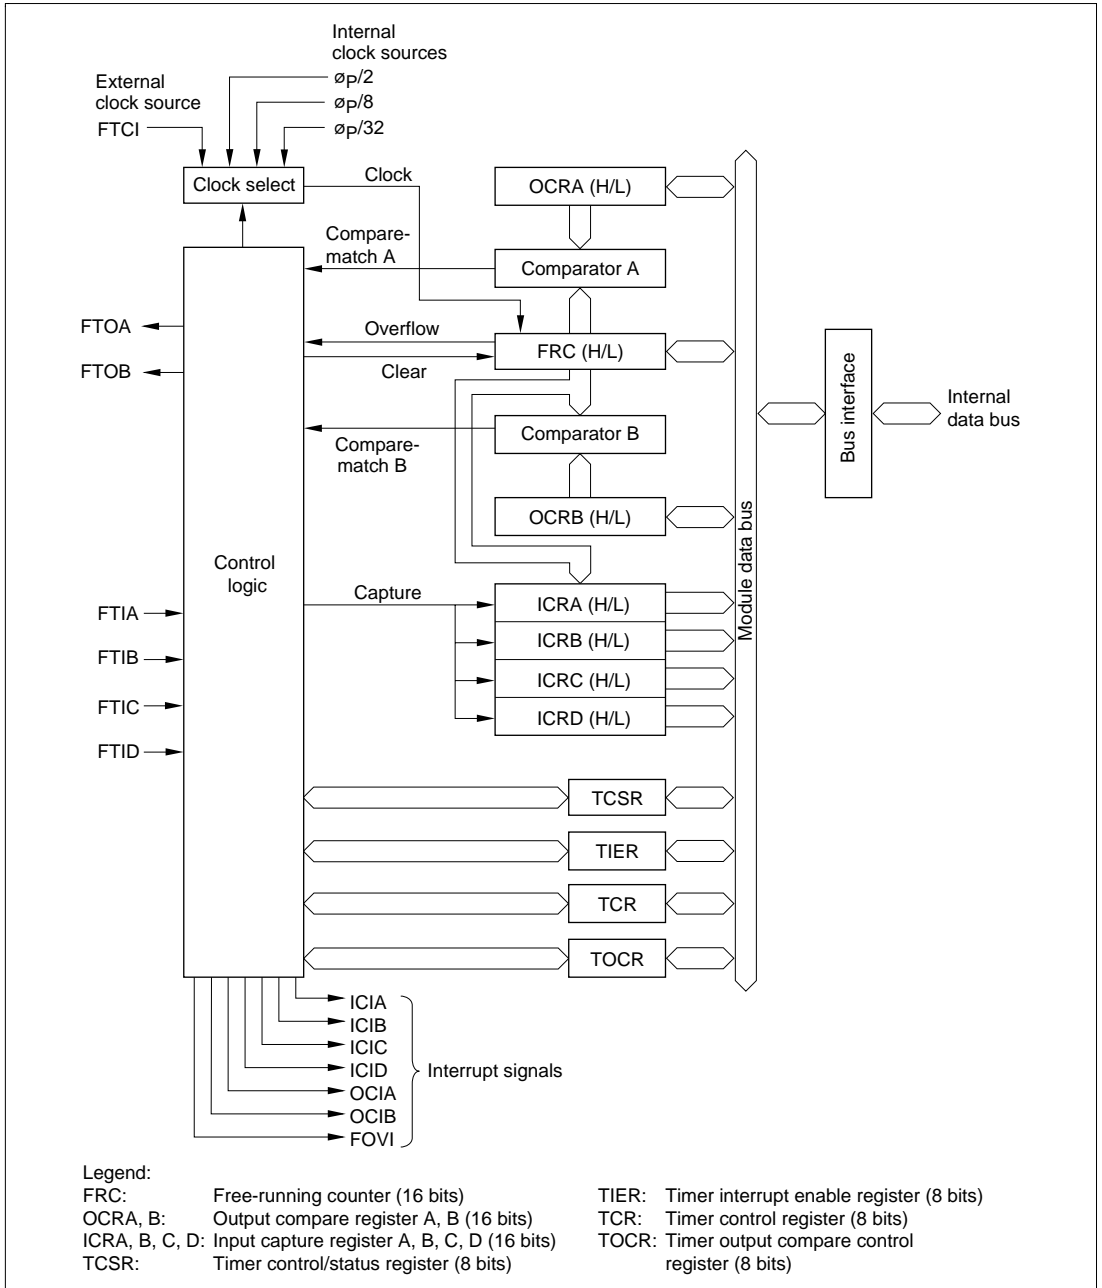 Internal
clock sources
External
clock source
FTCI
øP/2
øP/8
øP/32
Clock select
Clock
OCRA (H/L)
Compare-
match A
Comparator A
FTOA
FTOB
Overflow
FRC (H/L)
Clear
Comparator B
Compare-
match B
OCRB (H/L)
Module data bus
Bus interface
Internal
data bus
Control
logic
Capture
FTIA
FTIB
FTIC
FTID
ICRA (H/L)
ICRB (H/L)
ICRC (H/L)
ICRD (H/L)
TCSR
TIER
TCR
TOCR
ICIA
ICIB
ICIC
ICID
OCIA
OCIB
FOVI
Interrupt signals
Legend:
FRC: Free-running counter (16 bits)
OCRA, B: Output compare register A, B (16 bits)
ICRA, B, C, D: Input capture register A, B, C, D (16 bits)
TCSR: Timer control/status register (8 bits)
TIER: Timer interrupt enable register (8 bits)
TCR: Timer control register (8 bits)
TOCR: Timer output compare control
register (8 bits)